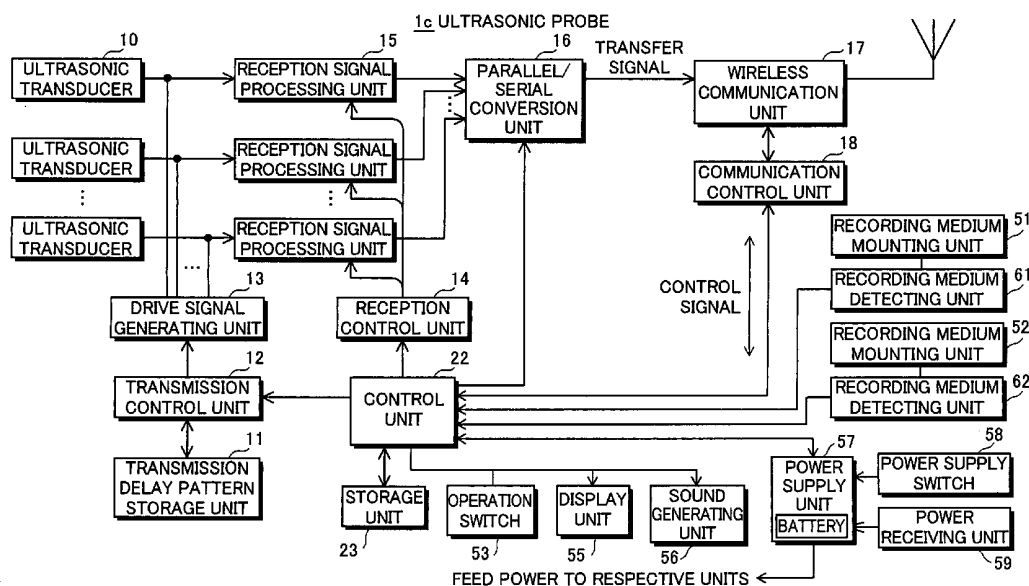 1c ULTRASONIC PROBE
10
ULTRASONIC
TRANSDUCER
15
RECEPTION SIGNAL
PROCESSING UNIT
16
PARALLEL/
SERIAL
CONVERSION
UNIT
TRANSFER
SIGNAL
17
WIRELESS
COMMUNICATION
UNIT
ULTRASONIC
TRANSDUCER
RECEPTION SIGNAL
PROCESSING UNIT
18
COMMUNICATION
CONTROL UNIT
ULTRASONIC
TRANSDUCER
RECEPTION SIGNAL
PROCESSING UNIT
51
RECORDING MEDIUM
MOUNTING UNIT
61
RECORDING MEDIUM
DETECTING UNIT
CONTROL
SIGNAL
13
DRIVE SIGNAL
GENERATING UNIT
14
RECEPTION
CONTROL UNIT
52
RECORDING MEDIUM
MOUNTING UNIT
62
RECORDING MEDIUM
DETECTING UNIT
12
TRANSMISSION
CONTROL UNIT
22
CONTROL
UNIT
11
TRANSMISSION
DELAY PATTERN
STORAGE UNIT
STORAGE
UNIT
23
OPERATION
SWITCH
53
DISPLAY
UNIT
55
SOUND
GENERATING
UNIT
56
57
POWER
SUPPLY
UNIT
BATTERY
58
POWER SUPPLY
SWITCH
POWER
RECEIVING UNIT
59
FEED POWER TO RESPECTIVE UNITS